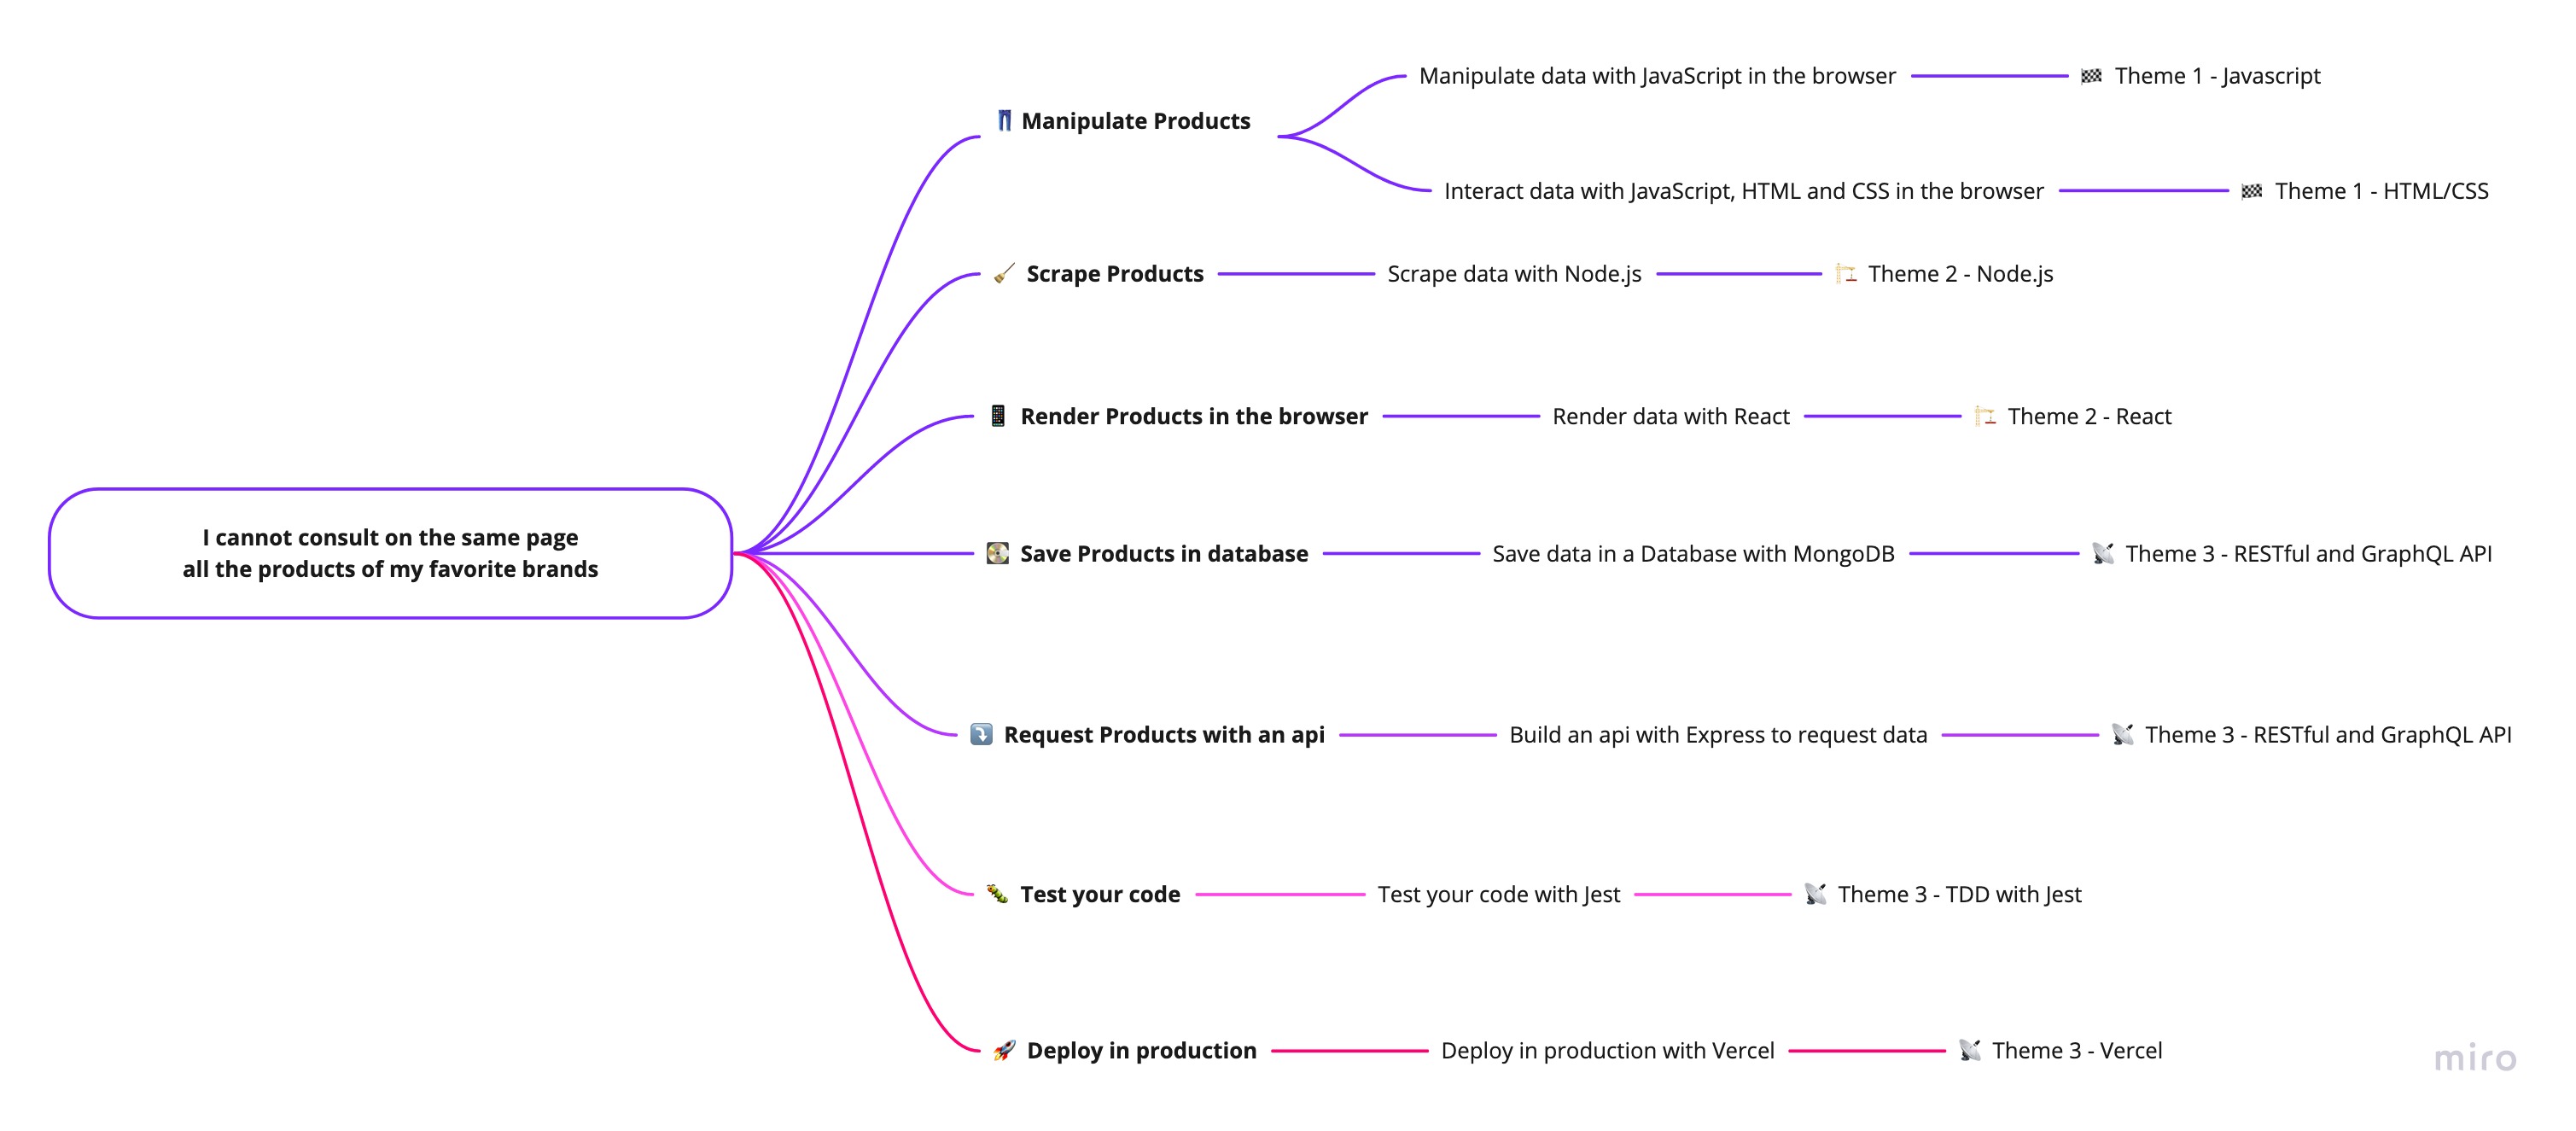 I cannot consult on the same page
all the products of my favorite brands
👖 Manipulate Products
Manipulate data with JavaScript in the browser
🏁 Theme 1 - Javascript
Interact data with JavaScript, HTML and CSS in the browser
🏁 Theme 1 - HTML/CSS
🧹 Scrape Products
Scrape data with Node.js
🏗 Theme 2 - Node.js
📱 Render Products in the browser
Render data with React
🏗 Theme 2 - React
💽 Save Products in database
Save data in a Database with MongoDB
📡 Theme 3 - RESTful and GraphQL API
⤵️ Request Products with an api
Build an api with Express to request data
📡 Theme 3 - RESTful and GraphQL API
🐛 Test your code
Test your code with Jest
📡 Theme 3 - TDD with Jest
🚀 Deploy in production
Deploy in production with Vercel
📡 Theme 3 - Vercel
miro